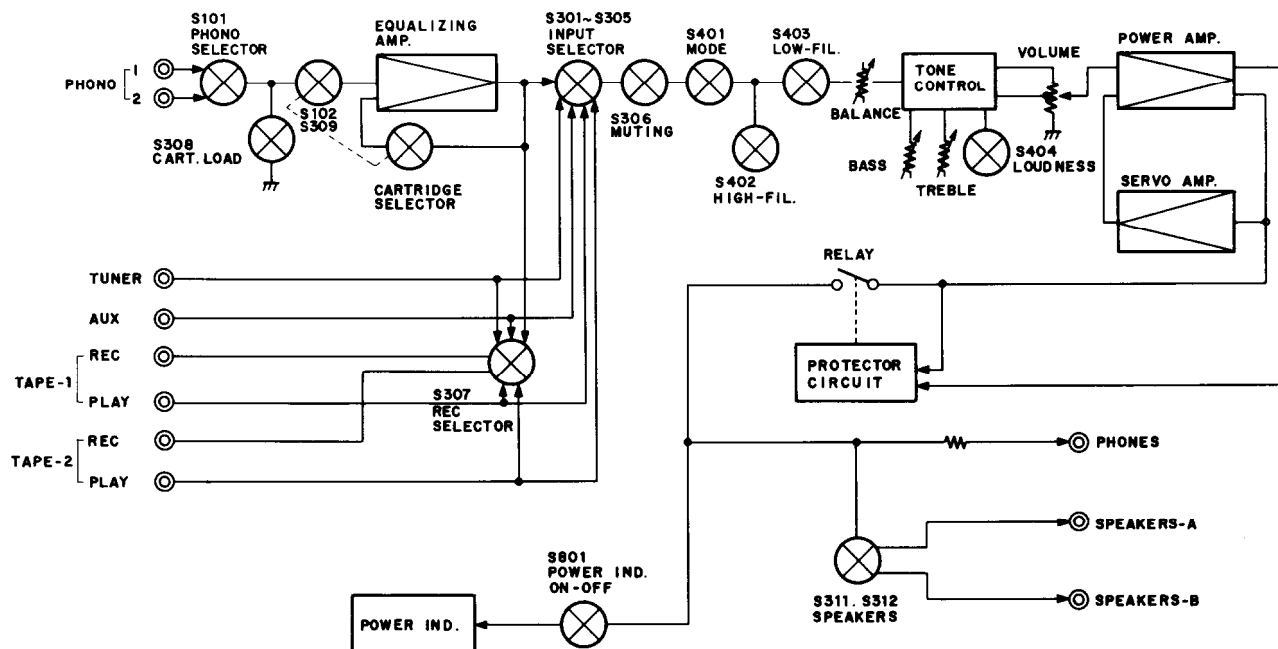 S101
PHONO
SELECTOR
EQUALIZING
AMP.
S301~S305
INPUT
SELECTOR
S401
MODE
S403
LOW-FIL.
VOLUME
POWER AMP.
PHONO
1
2
TONE
CONTROL
S102
S309
S306
MUTING
BALANCE
S308
CART. LOAD
CARTRIDGE
SELECTOR
S402
HIGH-FIL.
BASS
TREBLE
S404
LOUDNESS
SERVO AMP.
TUNER
RELAY
AUX
TAPE-1
REC
PLAY
S307
REC
SELECTOR
PROTECTOR
CIRCUIT
TAPE-2
REC
PLAY
PHONES
SPEAKERS-A
S801
POWER IND.
ON-OFF
POWER IND.
S311. S312
SPEAKERS
SPEAKERS-B